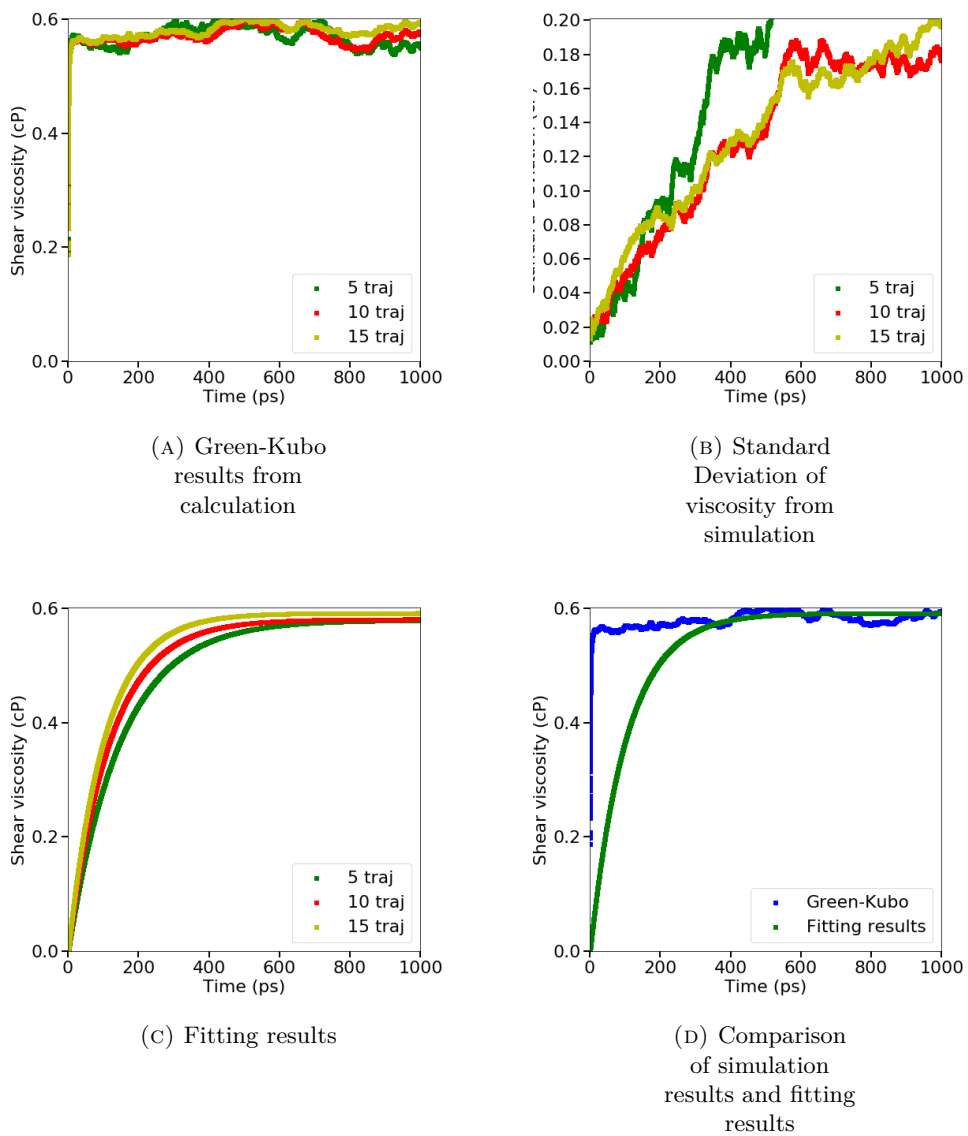 0.6
0.4
0.2
0.0
Shear viscosity (cP)
5 traj
10 traj
15 traj
0 200 400 600 800 1000
Time (ps)
(A) Green-Kubo
results from
calculation
0.20
0.18
0.16
0.14
0.12
0.10
0.08
0.06
0.04
0.02
0.00
5 traj
10 traj
15 traj
0 200 400 600 800 1000
Time (ps)
(B) Standard
Deviation of
viscosity from
simulation
0.6
0.4
0.2
0.0
Shear viscosity (cP)
5 traj
10 traj
15 traj
0 200 400 600 800 1000
Time (ps)
(C) Fitting results
0.6
0.4
0.2
0.0
Shear viscosity (cP)
Green-Kubo
Fitting results
0 200 400 600 800 1000
Time (ps)
(D) Comparison
of simulation
results and fitting
results